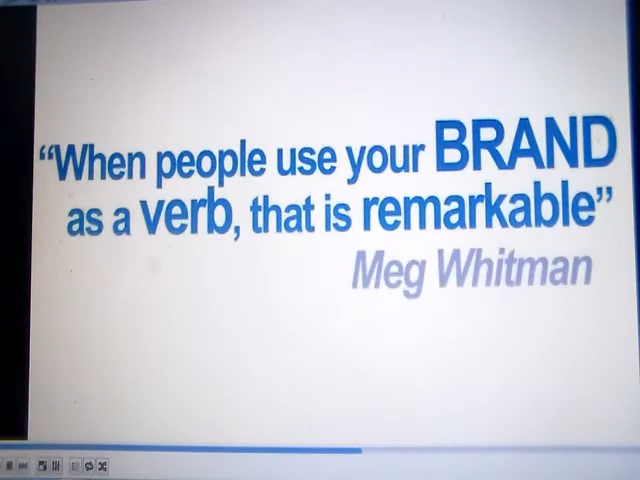 “When people use your BRAND
as a verb, that is remarkable”
Meg Whitman